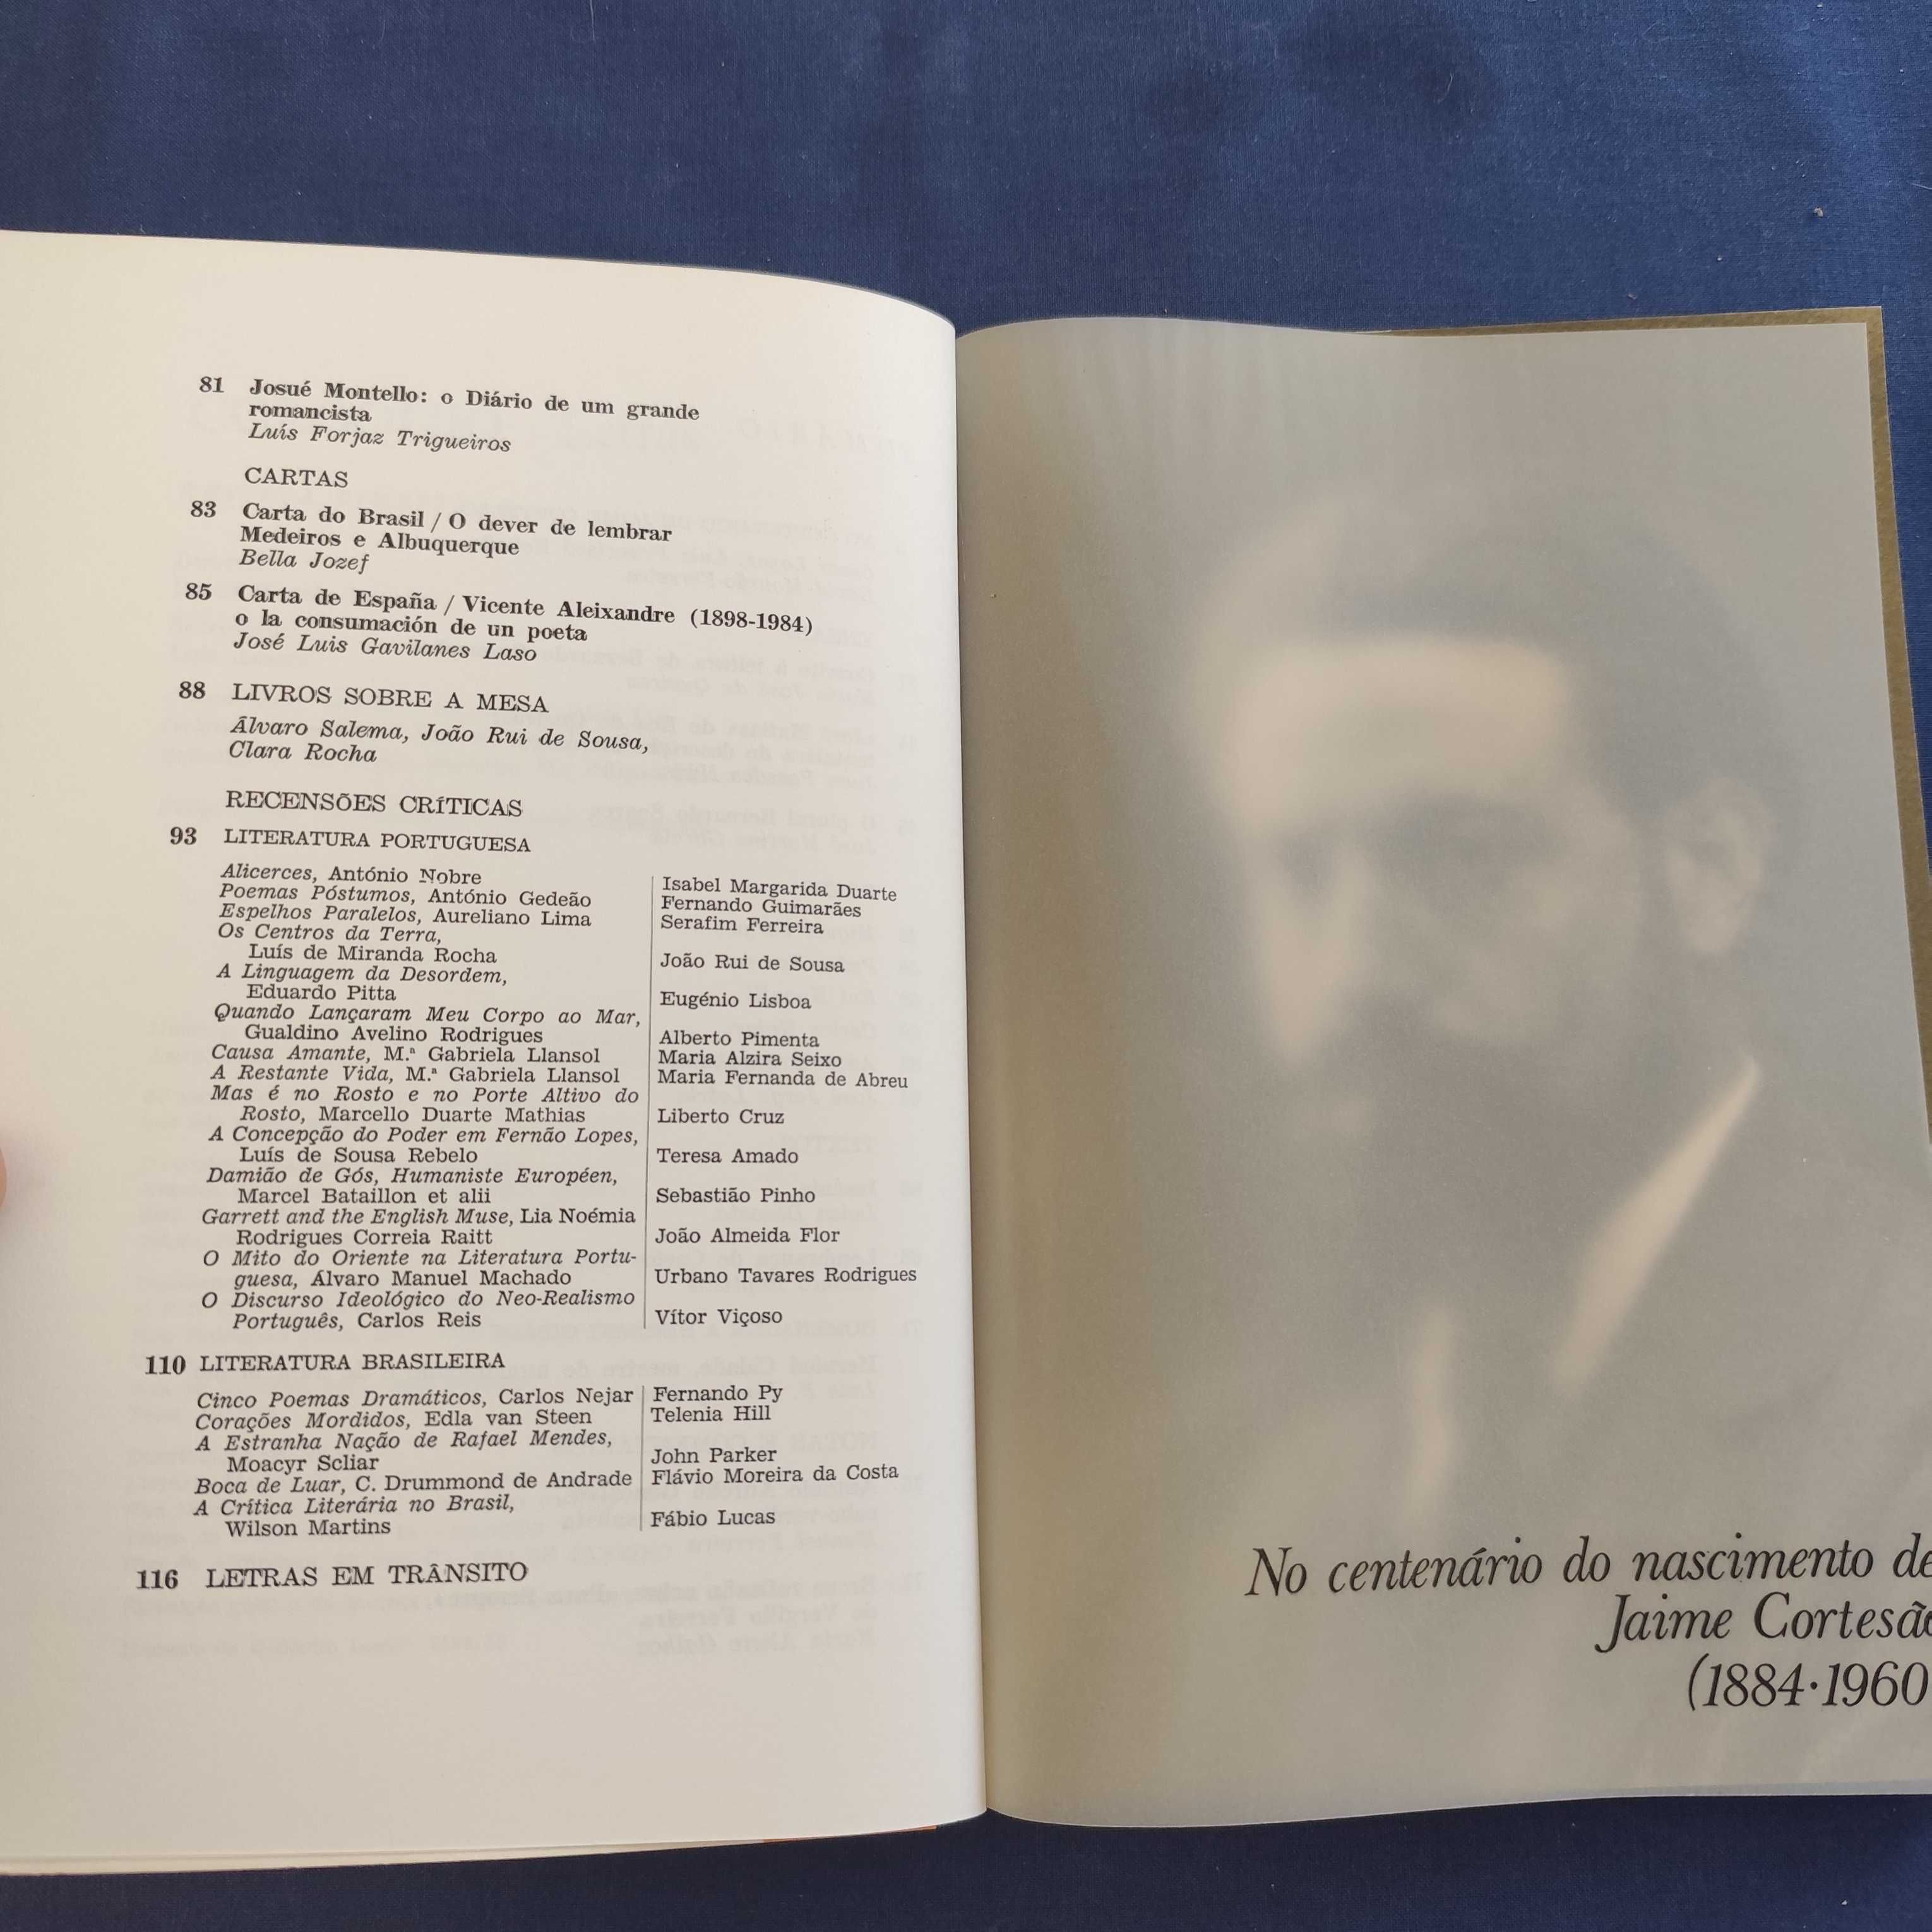 81 Josué Montello: o Diário de um grande
romancista
Luís Forjaz Trigueiros
CARTAS
83 Carta do Brasil / O dever de lembrar
Medeiros e Albuquerque
Bella Jozef
85 Carta de España / Vicente Aleixandre (1898-1984)
o la consumación de un poeta
José Luis Gavilanes Laso
88 LIVROS SOBRE A MESA
Álvaro Salema, João Rui de Sousa,
Clara Rocha
RECENSÕES CRÍTICAS
93 LITERATURA PORTUGUESA
Alicerces, António Nobre Isabel Margarida Duarte
Poemas Póstumos, António Gedeão Fernando Guimarães
Espelhos Paralelos, Aureliano Lima Serafim Ferreira
Os Centros da Terra,
Luís de Miranda Rocha João Rui de Sousa
A Linguagem da Desordem,
Eduardo Pitta Eugénio Lisboa
Quando Lançaram Meu Corpo ao Mar,
Gualdino Avelino Rodrigues Alberto Pimenta
Causa Amante, M.ª Gabriela Llansol Maria Alzira Seixo
A Restante Vida, M.ª Gabriela Llansol Maria Fernanda de Abreu
Mas é no Rosto e no Porte Altivo do
Rosto, Marcello Duarte Mathias Liberto Cruz
A Concepção do Poder em Fernão Lopes,
Luís de Sousa Rebelo Teresa Amado
Damião de Gós, Humaniste Européen,
Marcel Bataillon et alii Sebastião Pinho
Garrett and the English Muse, Lia Noémia
Rodrigues Correia Raitt João Almeida Flor
O Mito do Oriente na Literatura Portu-
guesa, Álvaro Manuel Machado Urbano Tavares Rodrigues
O Discurso Ideológico do Neo-Realismo
Português, Carlos Reis Vítor Viçoso
110 LITERATURA BRASILEIRA
Cinco Poemas Dramáticos, Carlos Nejar Fernando Py
Corações Mordidos, Edla van Steen Telenia Hill
A Estranha Nação de Rafael Mendes,
Moacyr Scliar John Parker
Boca de Luar, C. Drummond de Andrade Flávio Moreira da Costa
A Crítica Literária no Brasil,
Wilson Martins Fábio Lucas
116 LETRAS EM TRÂNSITO
No centenário do nascimento de
Jaime Cortesão
(1884·1960